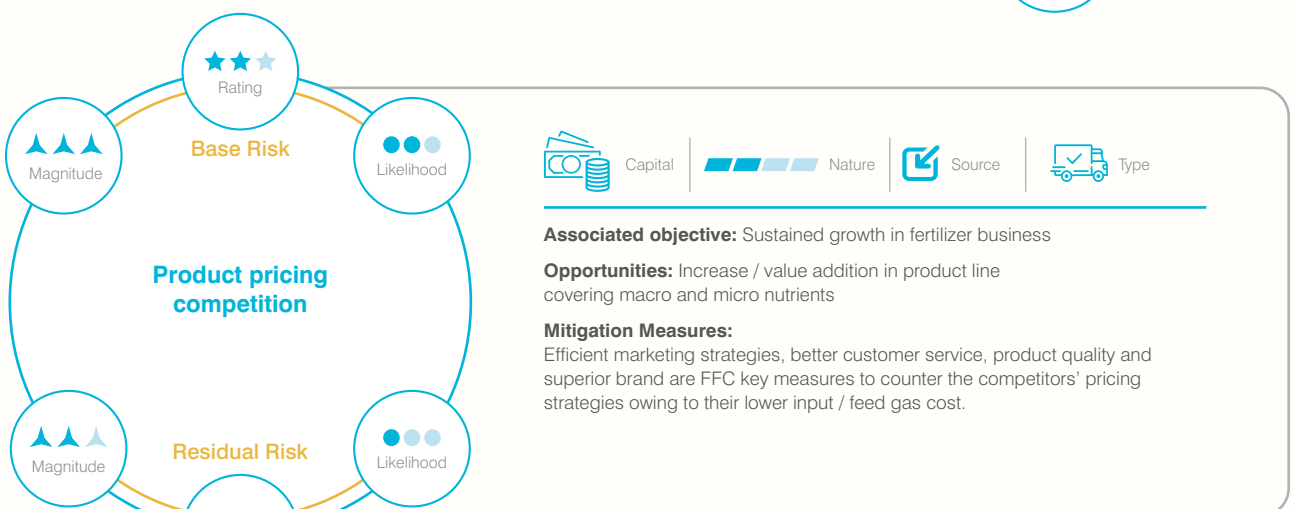 Rating
Magnitude
Base Risk
Likelihood
Product pricing
competition
Magnitude
Residual Risk
Likelihood
Capital
Nature
Source
Type
Associated objective: Sustained growth in fertilizer business
Opportunities: Increase / value addition in product line
covering macro and micro nutrients
Mitigation Measures:
Efficient marketing strategies, better customer service, product quality and
superior brand are FFC key measures to counter the competitors' pricing
strategies owing to their lower input / feed gas cost.